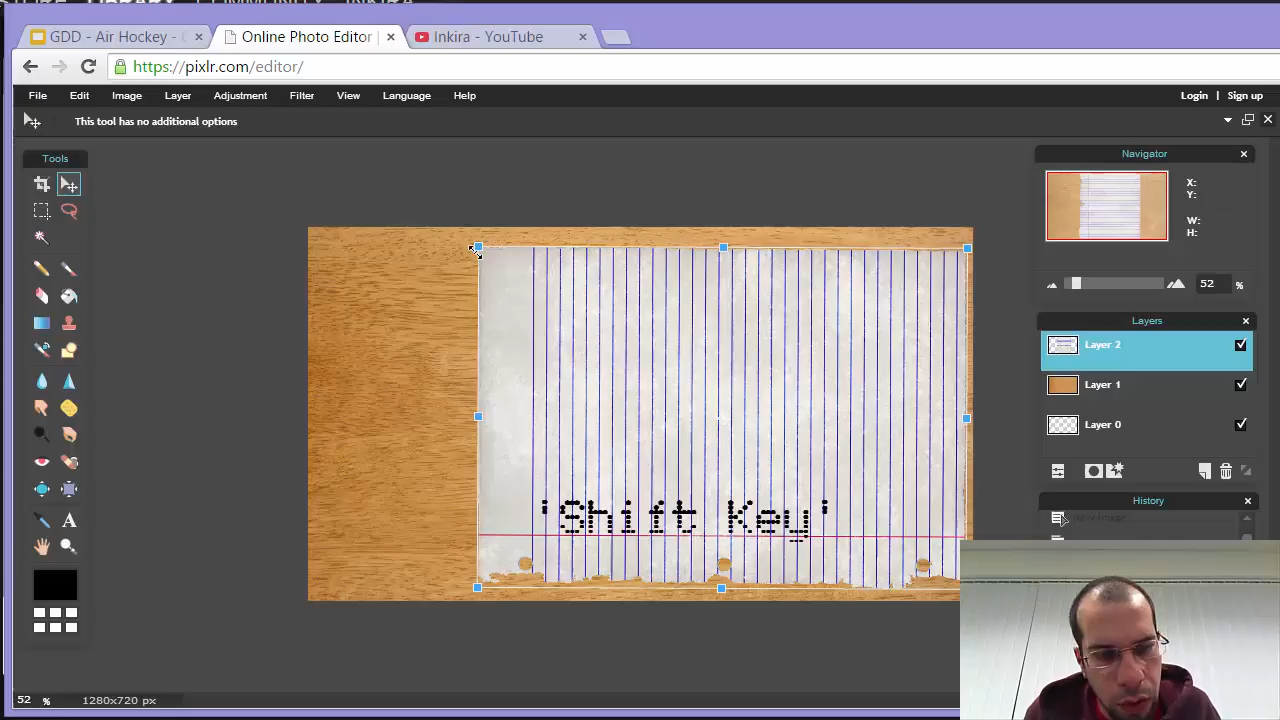 GDD - Air Hockey -
Online Photo Editor
Inkira - YouTube
https://pixlr.com/editor/
File Edit Image Layer Adjustment Filter View Language Help
Login | Sign up
This tool has no additional options
Tools
Navigator
X:
Y:
W:
H:
52 %
Layers
Layer 2
Layer 1
Layer 0
History
'Shift Key'
52 % 1280x720 px